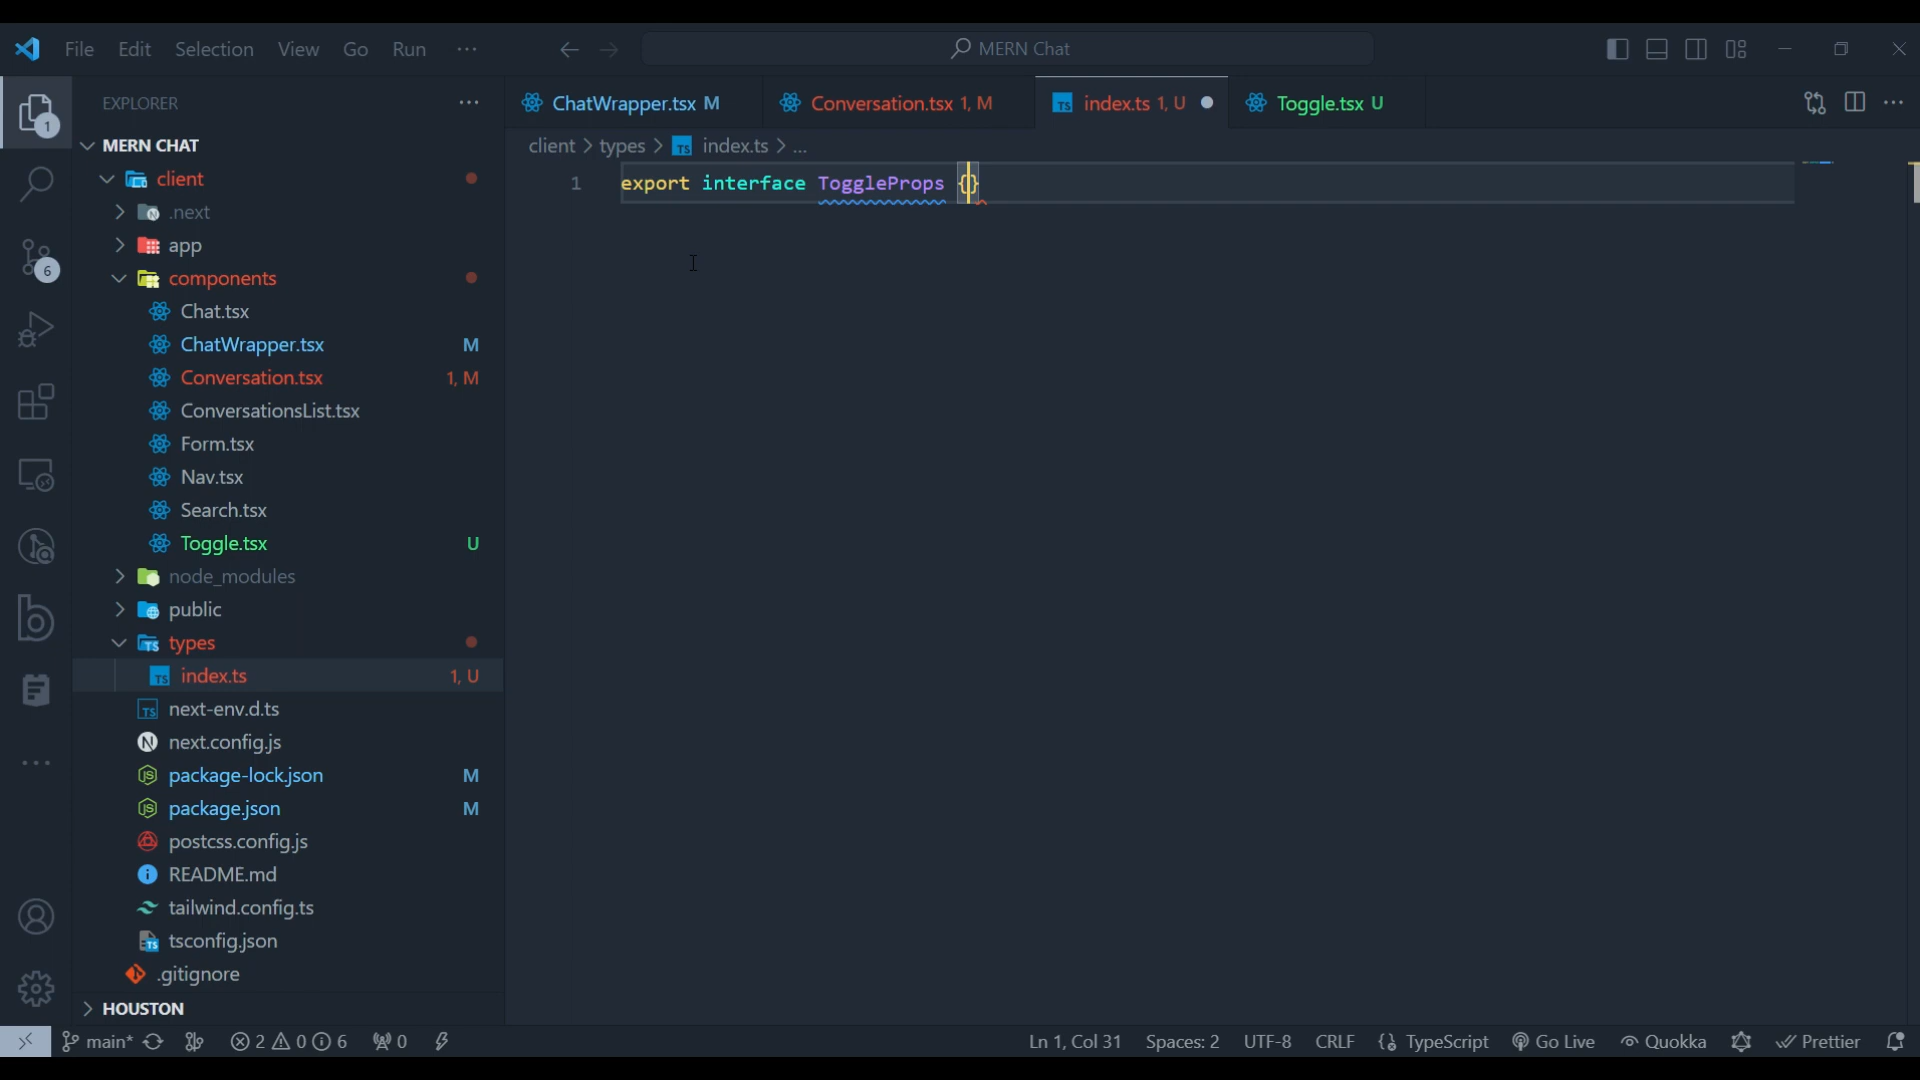 File Edit Selection View Go Run ··· MERN Chat
EXPLORER ···
MERN CHAT
client
.next
app
components
Chat.tsx
ChatWrapper.tsx M
Conversation.tsx 1, M
ConversationsList.tsx
Form.tsx
Nav.tsx
Search.tsx
Toggle.tsx U
node_modules
public
types
index.ts 1, U
next-env.d.ts
next.config.js
package-lock.json M
package.json M
postcss.config.js
README.md
tailwind.config.ts
tsconfig.json
.gitignore
HOUSTON
1
6
ChatWrapper.tsx M Conversation.tsx 1, M index.ts 1, U Toggle.tsx U
client > types > TS index.ts > ...
1 export interface ToggleProps {}
main* 2 0 6 0 Ln 1, Col 31 Spaces: 2 UTF-8 CRLF {} TypeScript Go Live Quokka Prettier